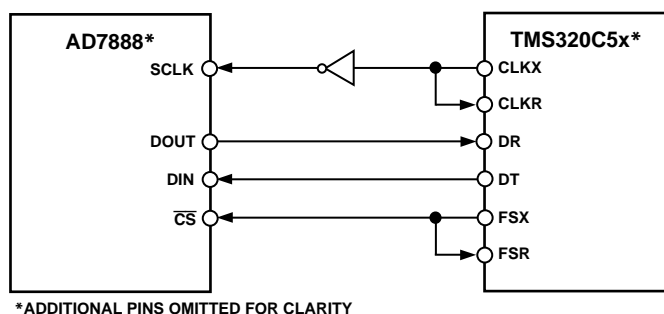 AD7888*
TMS320C5x*
SCLK
CLKX
CLKR
DOUT
DR
DIN
DT
CS
FSX
FSR
*ADDITIONAL PINS OMITTED FOR CLARITY